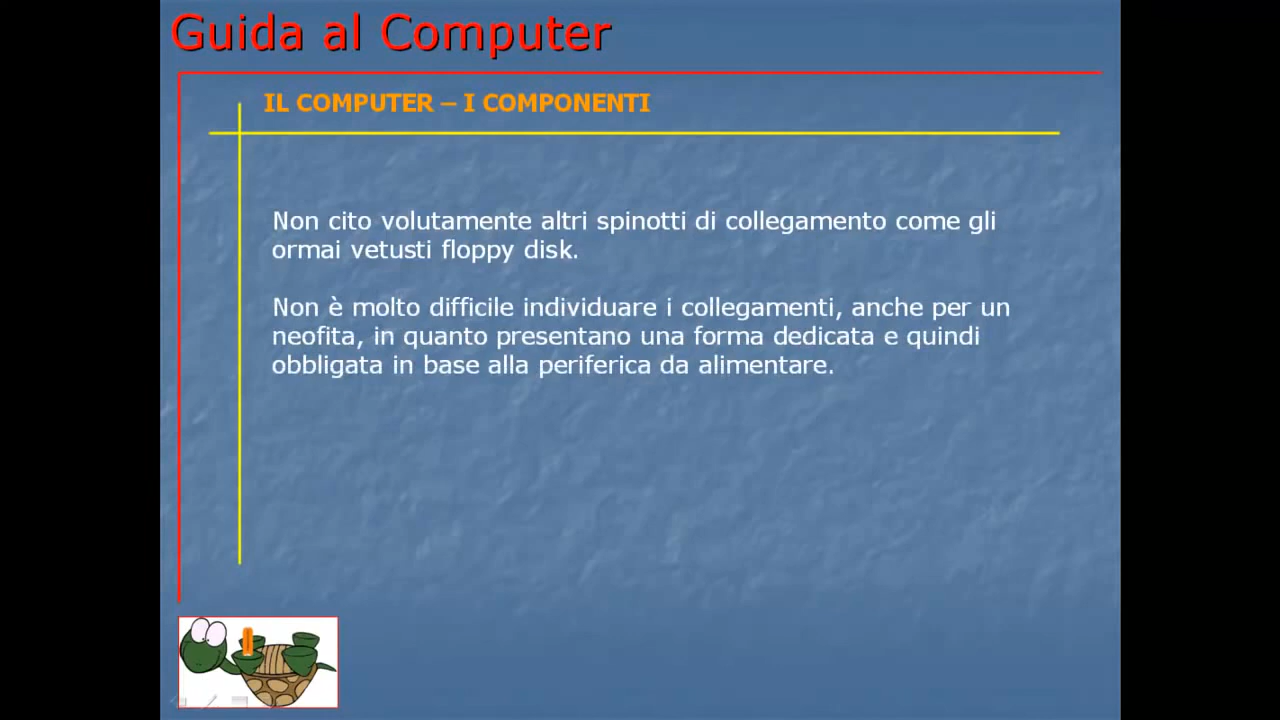 Guida al Computer
IL COMPUTER – I COMPONENTI
Non cito volutamente altri spinotti di collegamento come gli
ormai vetusti floppy disk.
Non è molto difficile individuare i collegamenti, anche per un
neofita, in quanto presentano una forma dedicata e quindi
obbligata in base alla periferica da alimentare.